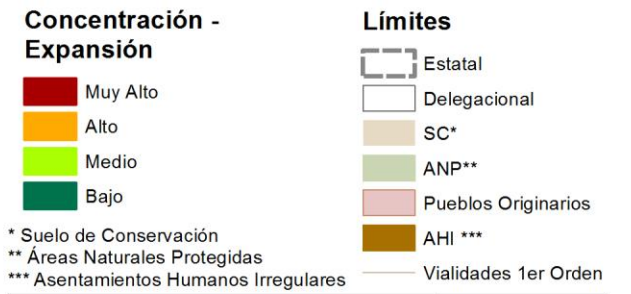 Concentración -
Expansión
Muy Alto
Alto
Medio
Bajo
* Suelo de Conservación
** Áreas Naturales Protegidas
*** Asentamientos Humanos Irregulares
Límites
Estatal
Delegacional
SC*
ANP**
Pueblos Originarios
AHI ***
Vialidades 1er Orden